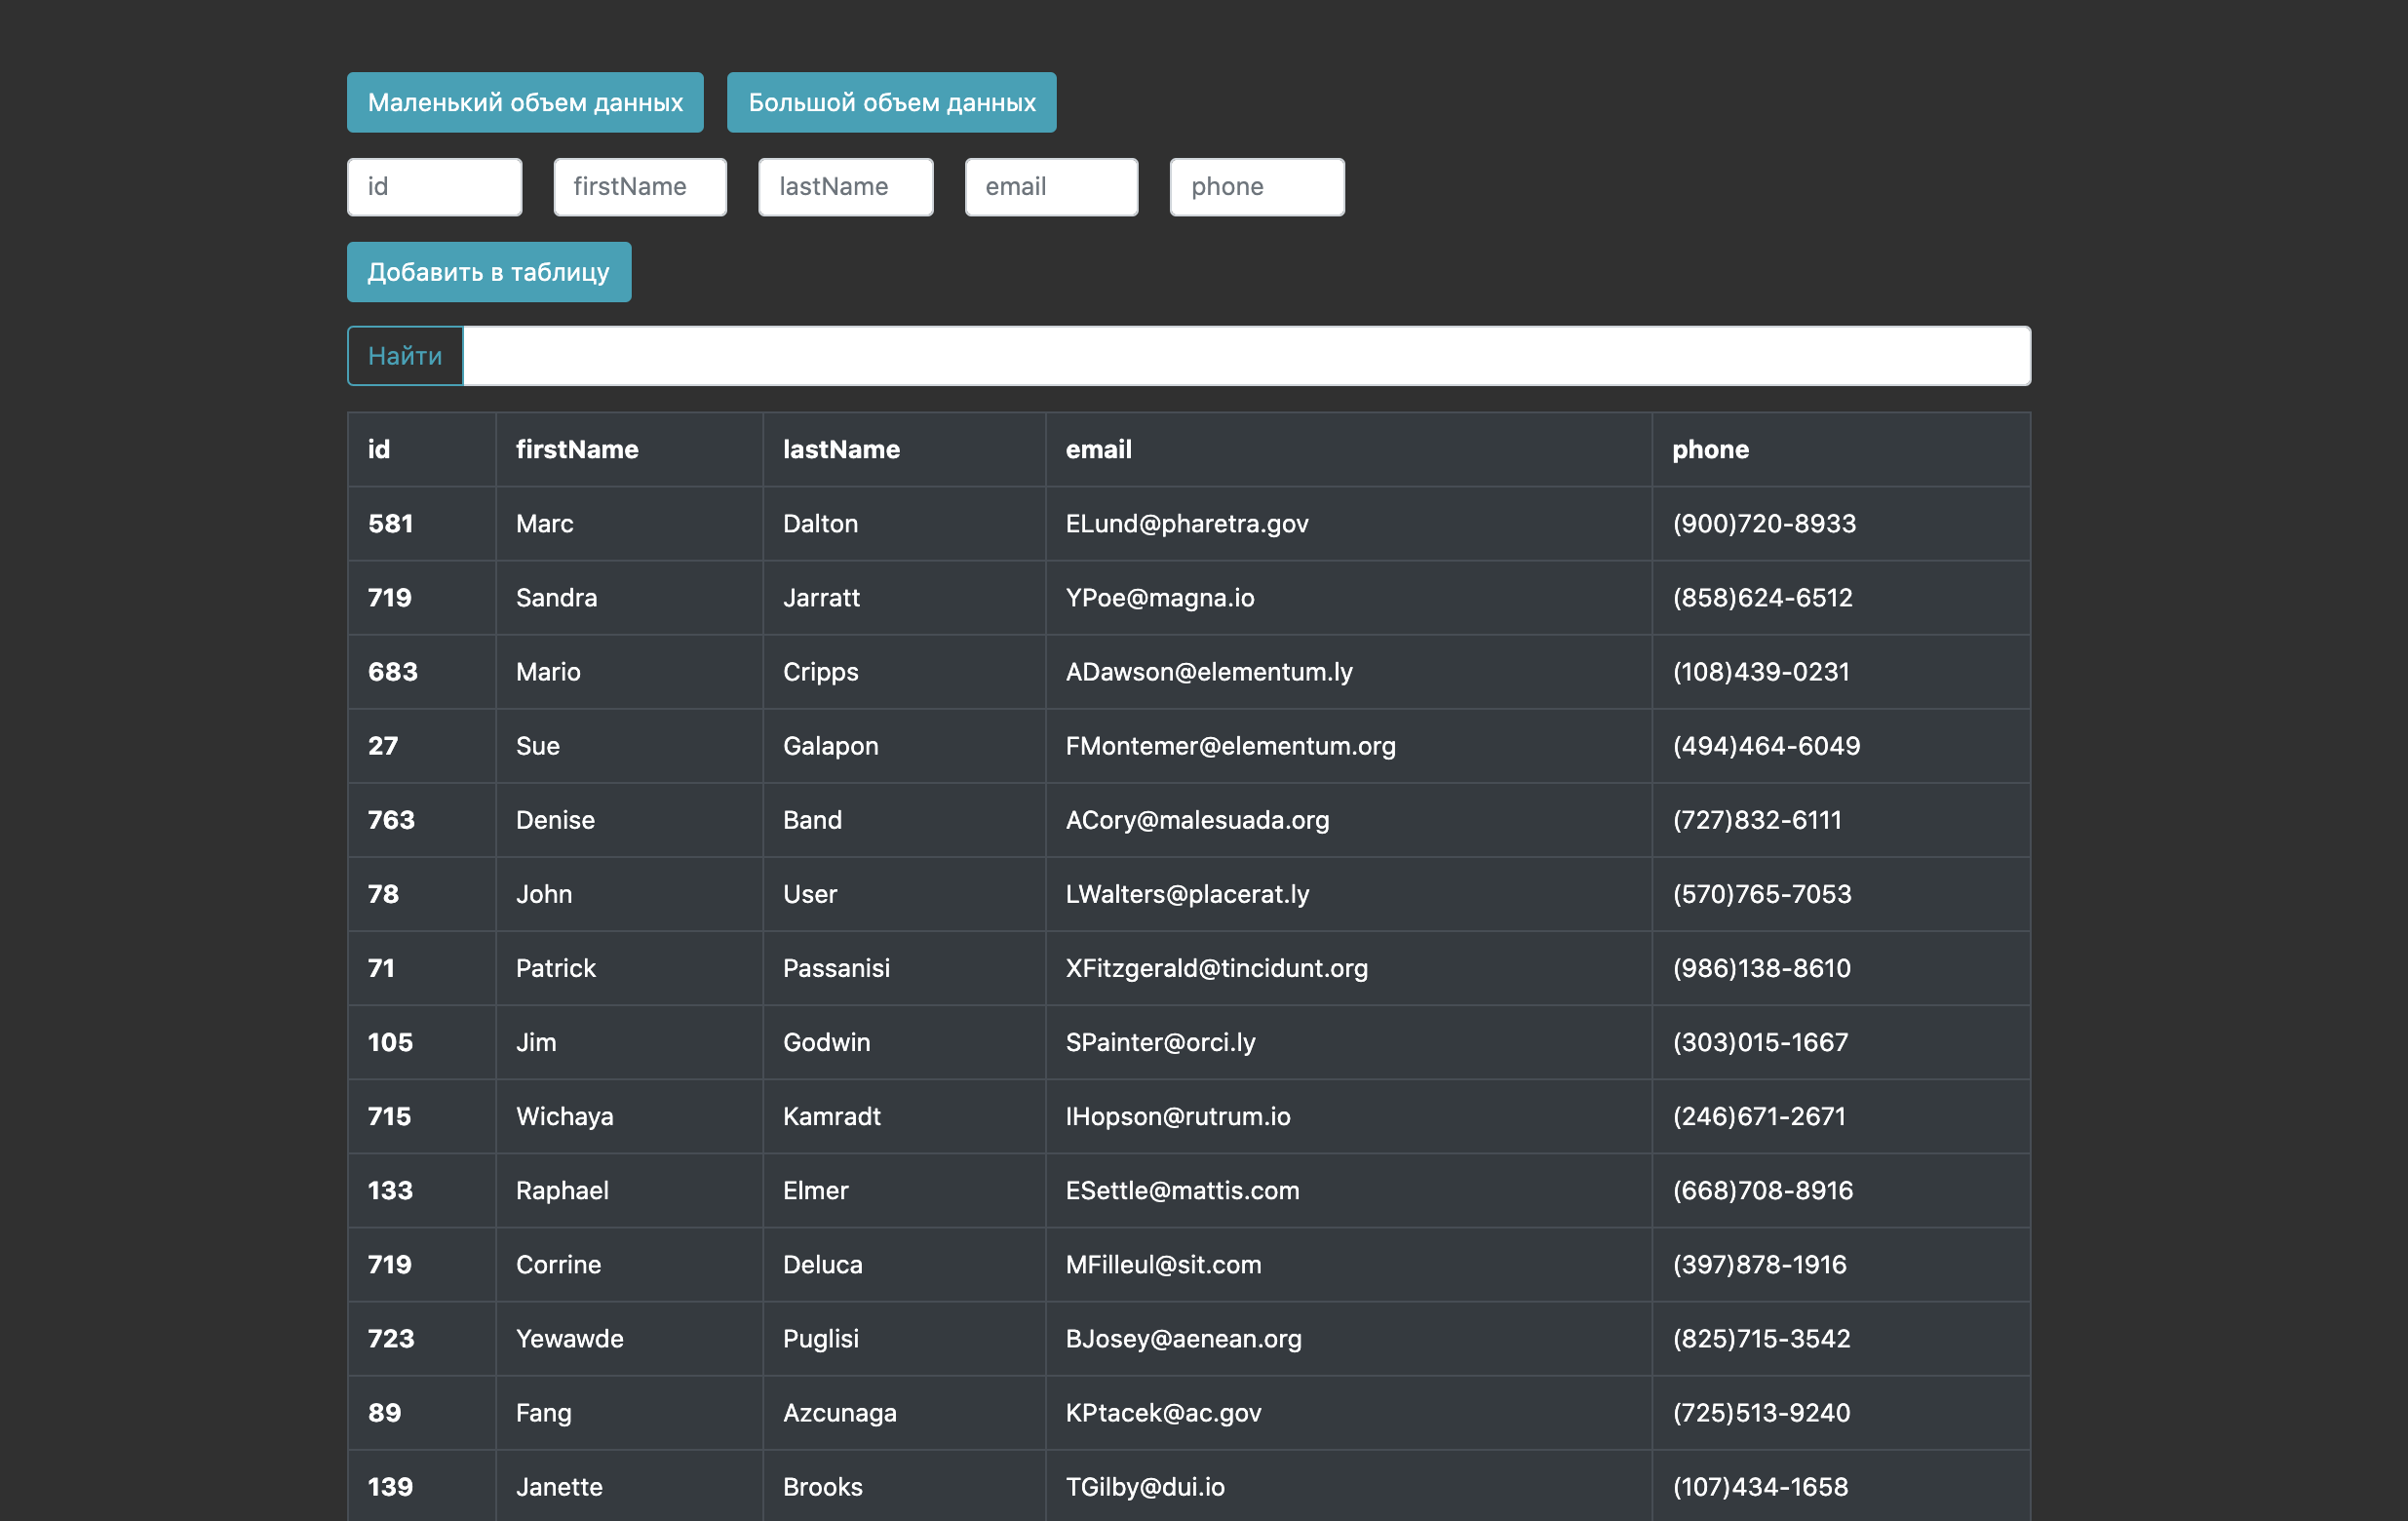 Маленький объем данных Большой объем данных
id firstName lastName email phone
Добавить в таблицу
Найти
id firstName lastName email phone
581 Marc Dalton ELund@pharetra.gov (900)720-8933
719 Sandra Jarratt YPoe@magna.io (858)624-6512
683 Mario Cripps ADawson@elementum.ly (108)439-0231
27 Sue Galapon FMontemer@elementum.org (494)464-6049
763 Denise Band ACory@malesuada.org (727)832-6111
78 John User LWalters@placerat.ly (570)765-7053
71 Patrick Passanisi XFitzgerald@tincidunt.org (986)138-8610
105 Jim Godwin SPainter@orci.ly (303)015-1667
715 Wichaya Kamradt IHopson@rutrum.io (246)671-2671
133 Raphael Elmer ESettle@mattis.com (668)708-8916
719 Corrine Deluca MFilleul@sit.com (397)878-1916
723 Yewawde Puglisi BJosey@aenean.org (825)715-3542
89 Fang Azcunaga KPtacek@ac.gov (725)513-9240
139 Janette Brooks TGilby@dui.io (107)434-1658